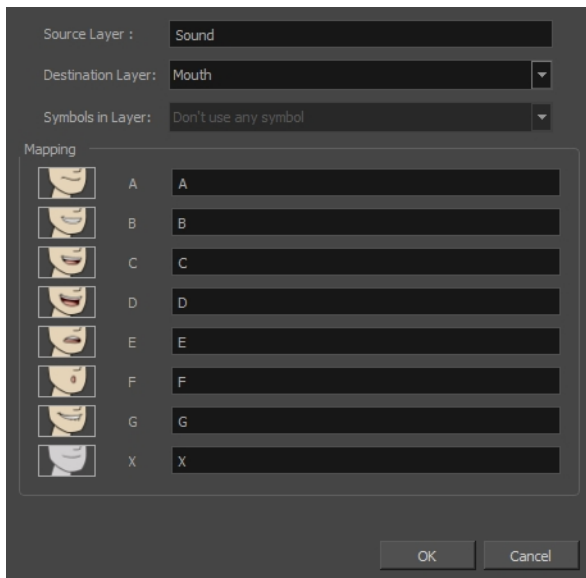 Source Layer : Sound
Destination Layer: Mouth
Symbols in Layer: Don't use any symbol
Mapping
A A
B B
C C
D D
E E
F F
G G
X X
OK Cancel